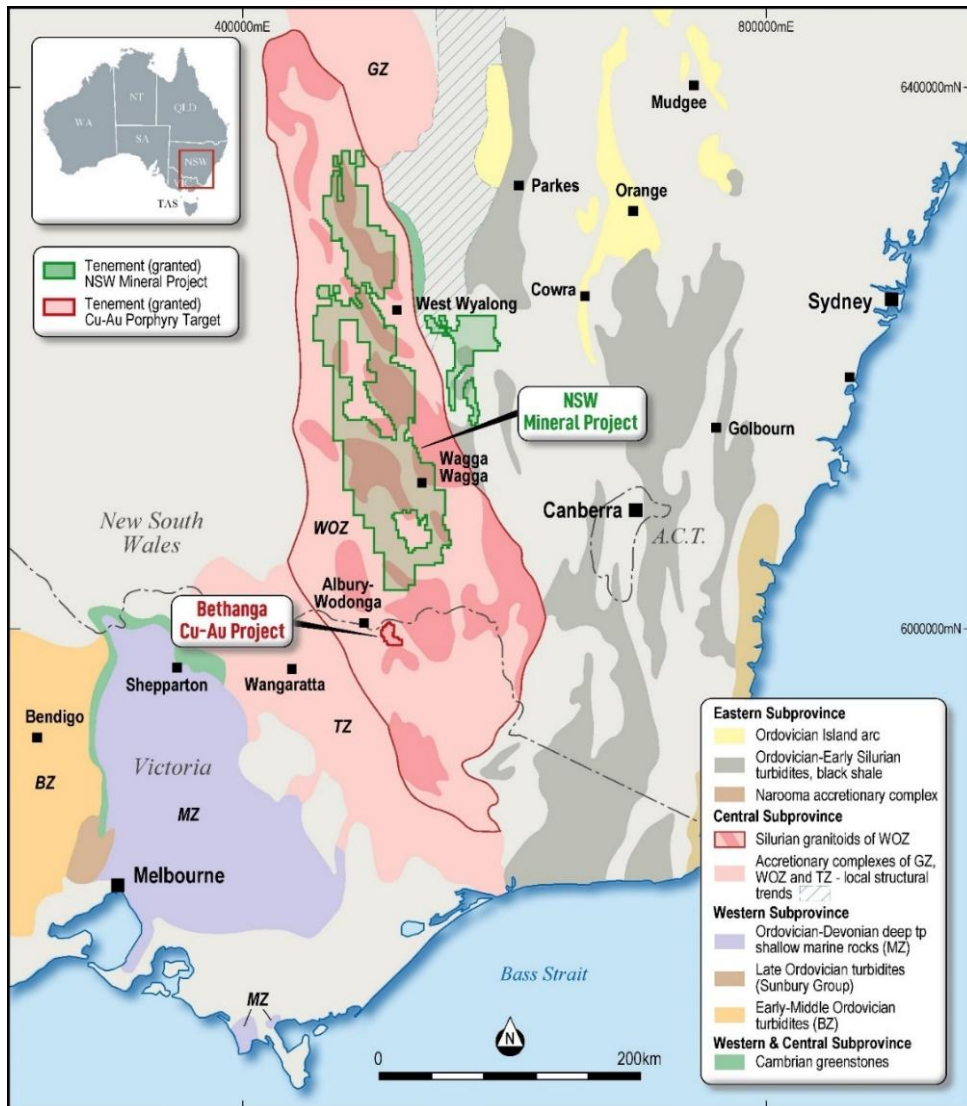 400000mE
800000mE
6400000mN
GZ
NT
QLD
WA
SA
NSW
VIC
TAS
Mudgee
Parkes
Orange
Tenement (granted)
NSW Mineral Project
Tenement (granted)
Cu-Au Porphyry Target
West Wyalong
Cowra
Sydney
NSW
Mineral Project
Golbourn
Wagga
Wagga
Canberra
A.C.T.
New South
Wales
WOZ
Albury-
Wodonga
Bethanga
Cu-Au Project
6000000mN
Shepparton
Wangaratta
Bendigo
TZ
Victoria
BZ
MZ
Melbourne
Bass Strait
MZ
0
200km
Eastern Subprovince
Ordovician Island arc
Ordovician-Early Silurian
turbidites, black shale
Narooma accretionary complex
Central Subprovince
Silurian granitoids of WOZ
Accretionary complexes of GZ,
WOZ and TZ - local structural
trends
Western Subprovince
Ordovician-Devonian deep tp
shallow marine rocks (MZ)
Late Ordovician turbidites
(Sunbury Group)
Early-Middle Ordovician
turbidites (BZ)
Western & Central Subprovince
Cambrian greenstones